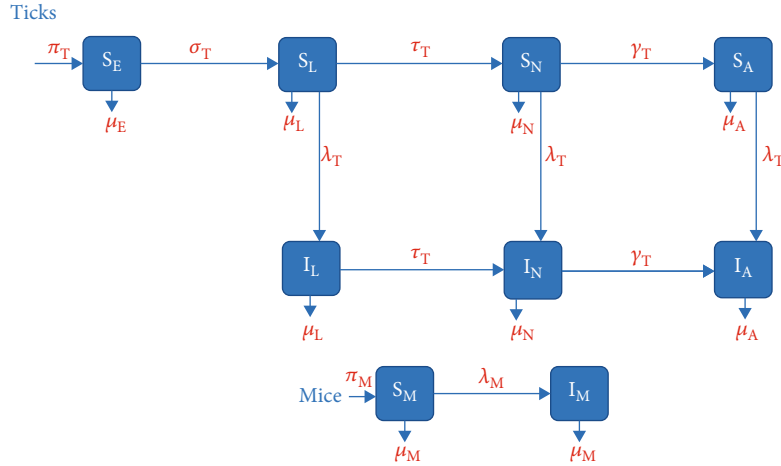 Ticks
π_T S_E σ_T S_L τ_T S_N γ_T S_A
μ_E μ_L μ_N μ_A
λ_T λ_T λ_T
I_L τ_T I_N γ_T I_A
μ_L μ_N μ_A
Mice π_M S_M λ_M I_M
μ_M μ_M